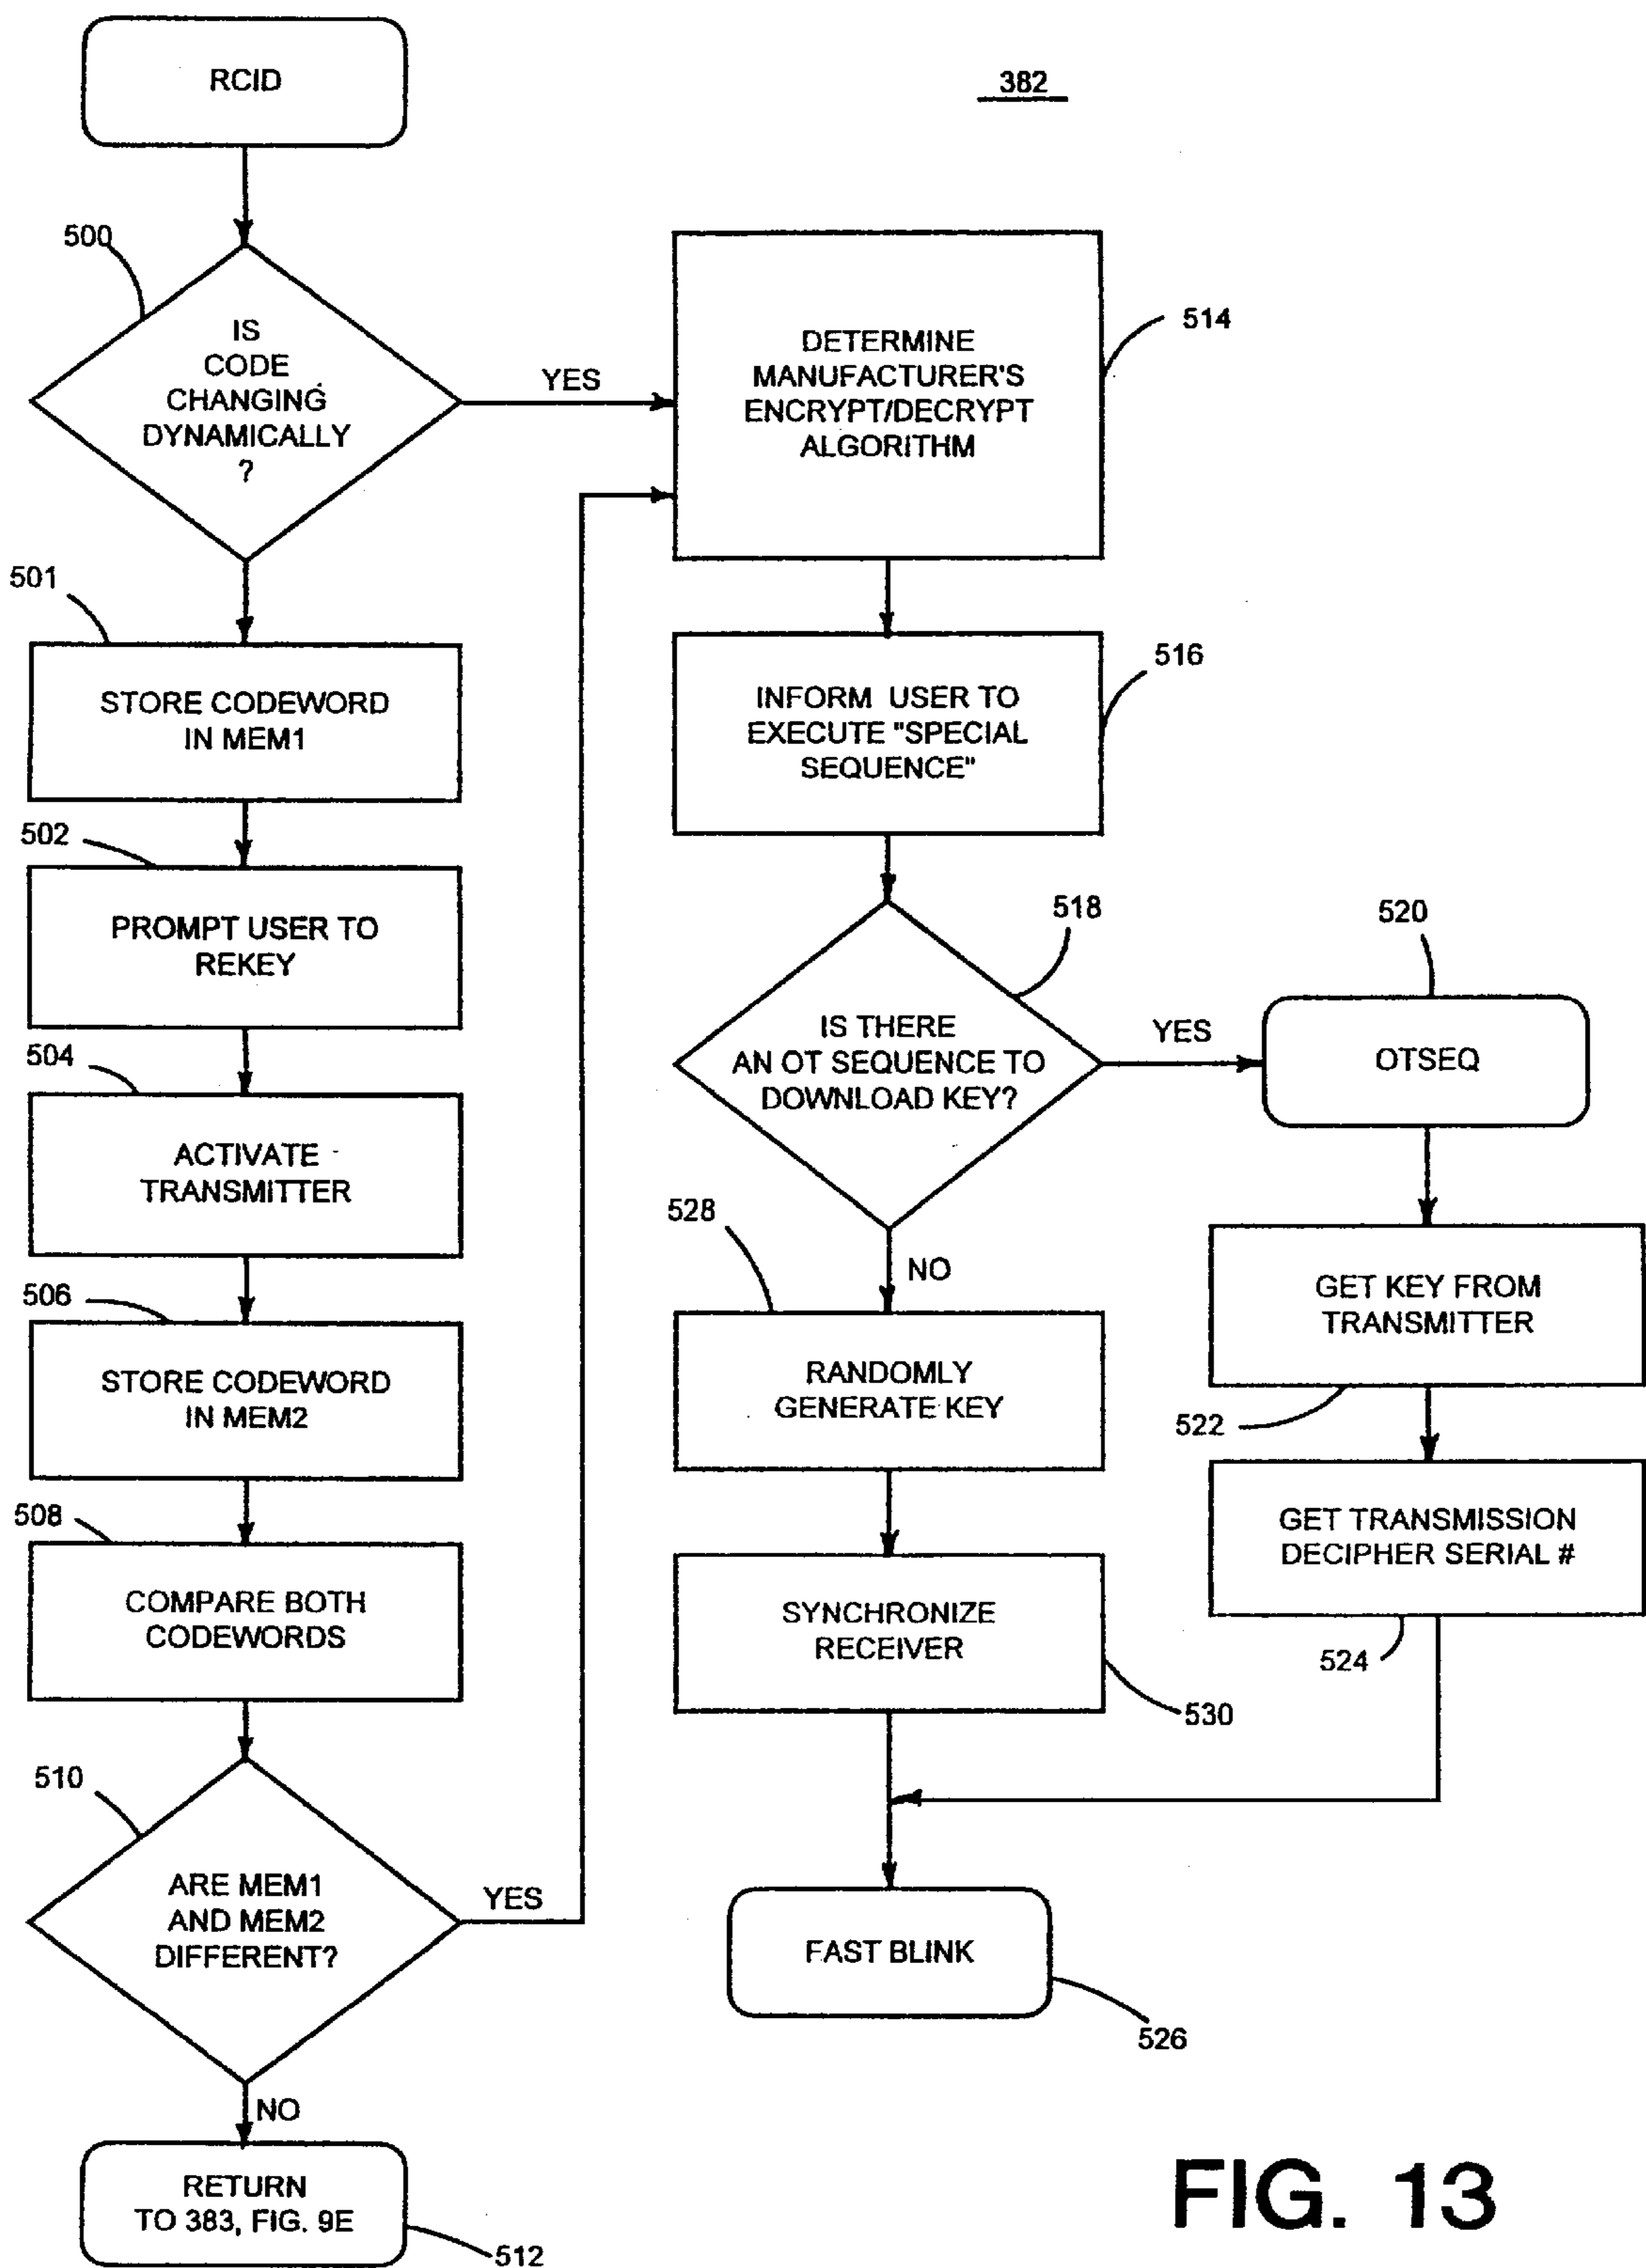 RCID
382
500
IS
CODE
CHANGING
DYNAMICALLY
?
YES
501
STORE CODEWORD
IN MEM1
502
PROMPT USER TO
REKEY
504
ACTIVATE
TRANSMITTER
506
STORE CODEWORD
IN MEM2
508
COMPARE BOTH
CODEWORDS
510
ARE MEM1
AND MEM2
DIFFERENT?
YES
NO
RETURN
TO 383, FIG. 9E
512
DETERMINE
MANUFACTURER'S
ENCRYPT/DECRYPT
ALGORITHM
514
INFORM USER TO
EXECUTE "SPECIAL
SEQUENCE"
516
518
IS THERE
AN OT SEQUENCE TO
DOWNLOAD KEY?
YES
520
OTSEQ
GET KEY FROM
TRANSMITTER
522
GET TRANSMISSION
DECIPHER SERIAL #
524
NO
528
RANDOMLY
GENERATE KEY
SYNCHRONIZE
RECEIVER
530
FAST BLINK
526
FIG. 13